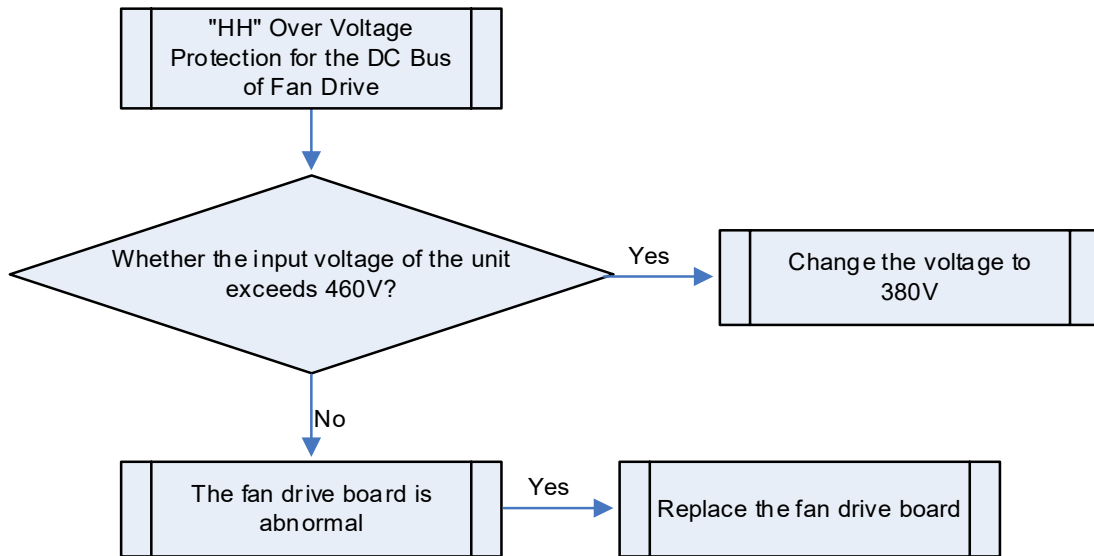 "HH" Over Voltage
Protection for the DC Bus
of Fan Drive
Whether the input voltage of the unit
exceeds 460V?
Yes
Change the voltage to
380V
No
The fan drive board is
abnormal
Yes
Replace the fan drive board